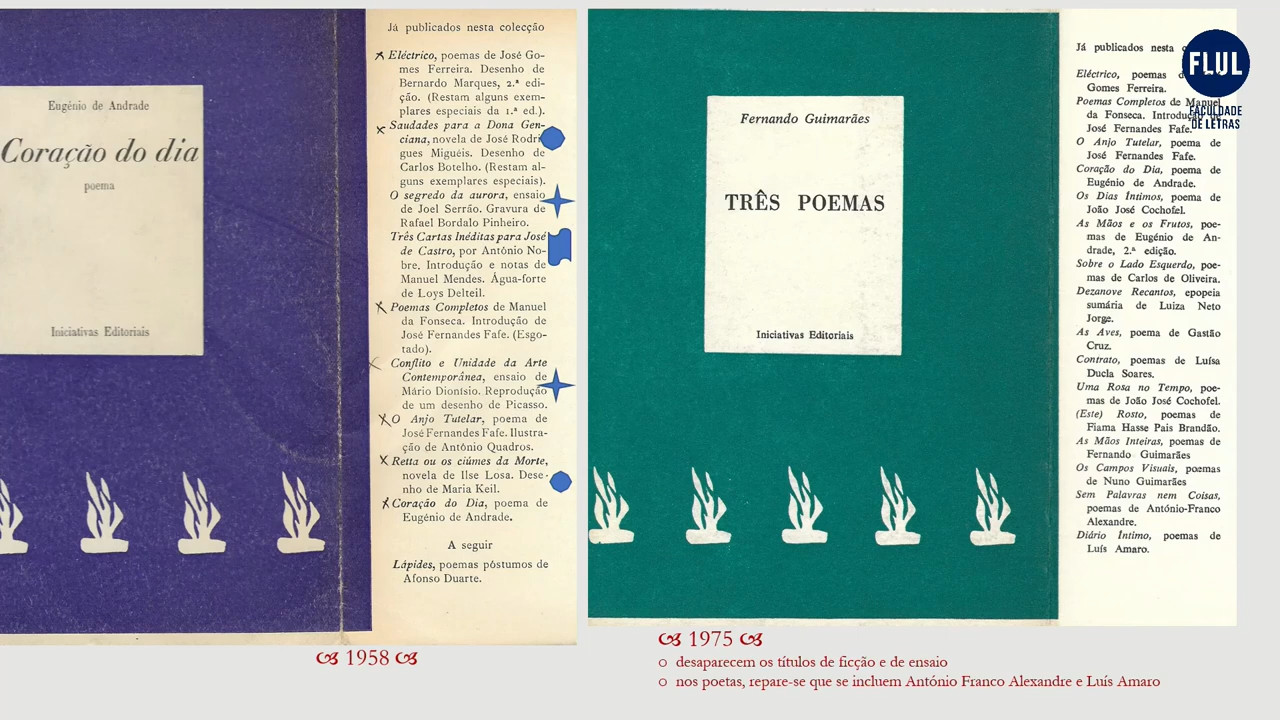 Eugénio de Andrade
Coração do dia
poema
Iniciativas Editoriais
Já publicados nesta colecção
Eléctrico, poemas de José Go-
mes Ferreira. Desenho de
Bernardo Marques, 2.ª edi-
ção. (Restam alguns exem-
plares especiais da 1.ª ed.).
Saudades para a Dona Gen-
ciana, novela de José Rodri
gues Miguéis. Desenho de
Carlos Botelho. (Restam al-
guns exemplares especiais).
O segredo da aurora, ensaio
de Joel Serrão. Gravura de
Rafael Bordalo Pinheiro.
Três Cartas Inéditas para José
de Castro, por António No-
bre. Introdução e notas de
Manuel Mendes. Água-forte
de Loys Delteil.
Poemas Completos de Manuel
da Fonseca. Introdução de
José Fernandes Fafe. (Esgo-
tado).
Conflito e Unidade da Arte
Contemporânea, ensaio de
Mário Dionísio. Reprodução
de um desenho de Picasso.
O Anjo Tutelar, poema de
José Fernandes Fafe. Ilustra-
ção de António Quadros.
Retta ou os ciúmes da Morte,
novela de Ilse Losa. Dese-
nho de Maria Keil.
Coração do Dia, poema de
Eugénio de Andrade.
A seguir
Lápides, poemas póstumos de
Afonso Duarte.
1958
Fernando Guimarães
TRÊS POEMAS
Iniciativas Editoriais
Já publicados nesta
Eléctrico, poemas
Gomes Ferreira.
Poemas Completos de Manuel
da Fonseca. Introdução de
José Fernandes Fafe.
O Anjo Tutelar, poema de
José Fernandes Fafe.
Coração do Dia, poema de
Eugénio de Andrade.
Os Dias Íntimos, poema de
João José Cochofel.
As Mãos e os Frutos, poe-
mas de Eugénio de An-
drade, 2.ª edição.
Sobre o Lado Esquerdo, poe-
mas de Carlos de Oliveira.
Dezanove Recantos, epopeia
sumária de Luiza Neto
Jorge.
As Aves, poema de Gastão
Cruz.
Contrato, poemas de Luísa
Ducla Soares.
Uma Rosa no Tempo, poe-
mas de João José Cochofel.
(Este) Rosto, poemas de
Fiama Hasse Pais Brandão.
As Mãos Inteiras, poemas de
Fernando Guimarães
Os Campos Visuais, poemas
de Nuno Guimarães
Sem Palavras nem Coisas,
poemas de António-Franco
Alexandre.
Diário Íntimo, poemas de
Luís Amaro.
FLUL
FACULDADE
DE LETRAS
1975
desaparecem os títulos de ficção e de ensaio
nos poetas, repare-se que se incluem António Franco Alexandre e Luís Amaro